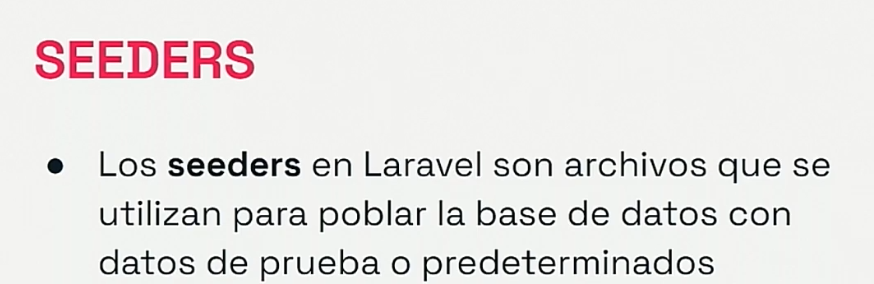 SEEDERS
● Los seeders en Laravel son archivos que se
utilizan para poblar la base de datos con
datos de prueba o predeterminados